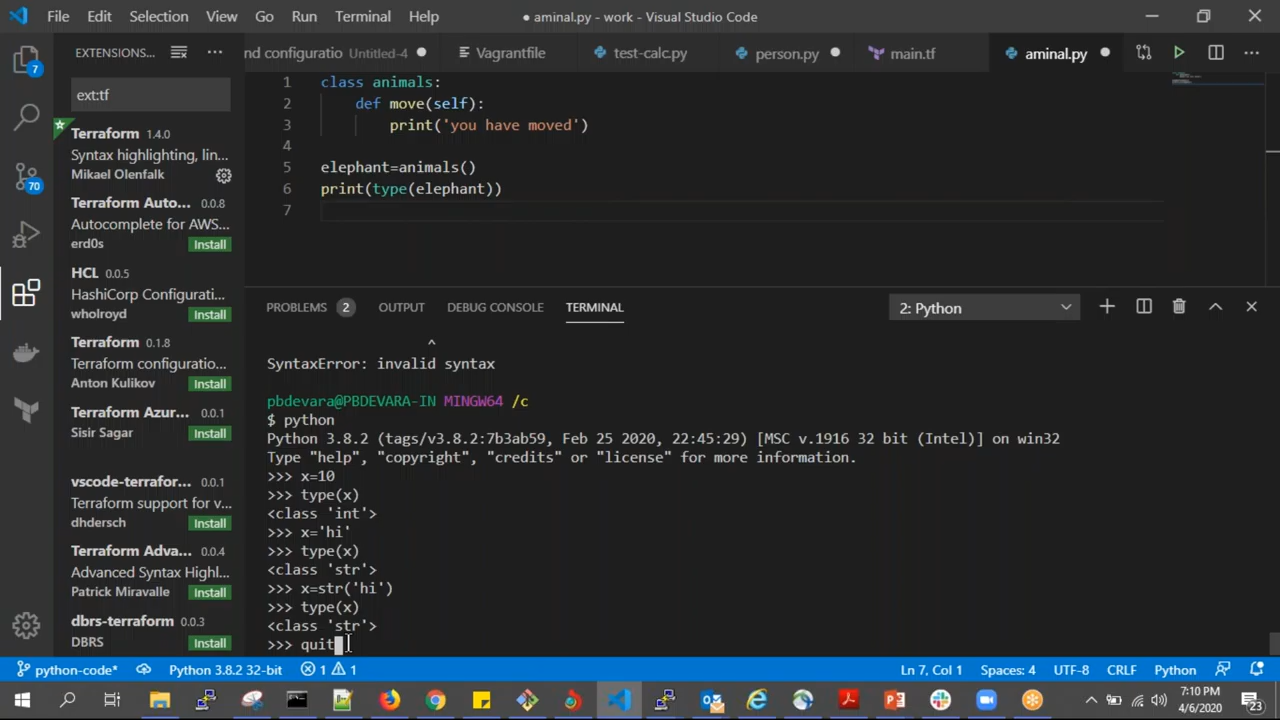 File Edit Selection View Go Run Terminal Help
● aminal.py - work - Visual Studio Code
EXTENSIONS... ...
nd configuratio Untitled-4 ●
Vagrantfile
test-calc.py
person.py ●
main.tf
aminal.py ●
7
70
ext:tf
Terraform 1.4.0
Syntax highlighting, lin...
Mikael Olenfalk
Terraform Auto... 0.0.8
Autocomplete for AWS...
erd0s Install
HCL 0.0.5
HashiCorp Configurati...
wholroyd Install
Terraform 0.1.8
Terraform configuratio...
Anton Kulikov Install
Terraform Azur... 0.0.1
Sisir Sagar Install
vscode-terrafor... 0.0.1
Terraform support for v...
dhdersch Install
Terraform Adva... 0.0.4
Advanced Syntax Highl...
Patrick Miravalle Install
dbrs-terraform 0.0.3
DBRS Install
1 class animals:
2 def move(self):
3 print('you have moved')
4
5 elephant=animals()
6 print(type(elephant))
7
PROBLEMS 2 OUTPUT DEBUG CONSOLE TERMINAL
2: Python
^
SyntaxError: invalid syntax
pbdevara@PBDEVARA-IN MINGW64 /c
$ python
Python 3.8.2 (tags/v3.8.2:7b3ab59, Feb 25 2020, 22:45:29) [MSC v.1916 32 bit (Intel)] on win32
Type "help", "copyright", "credits" or "license" for more information.
>>> x=10
>>> type(x)
<class 'int'>
>>> x='hi'
>>> type(x)
<class 'str'>
>>> x=str('hi')
>>> type(x)
<class 'str'>
>>> quit
python-code* Python 3.8.2 32-bit 1 1
Ln 7, Col 1 Spaces: 4 UTF-8 CRLF Python
7:10 PM
4/6/2020
23